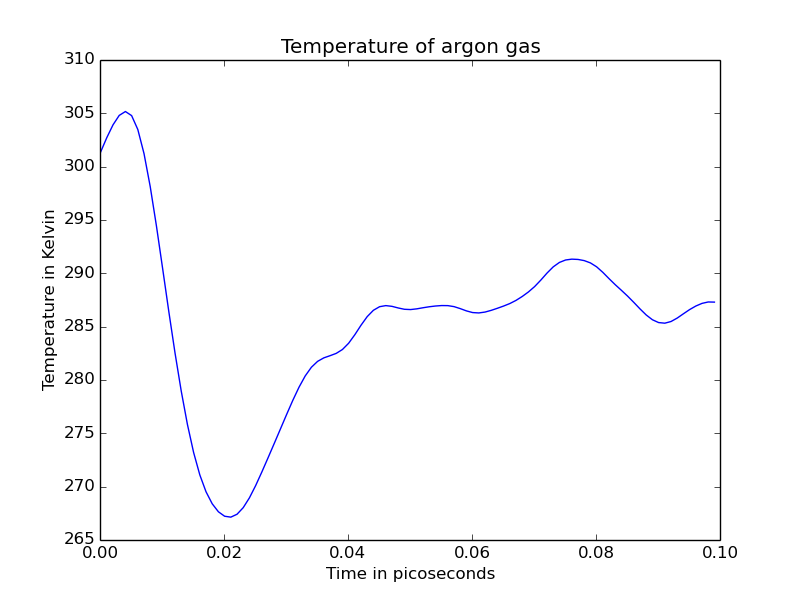 Temperature of argon gas
310
305
300
295
290
285
280
275
270
265
Temperature in Kelvin
0.00 0.02 0.04 0.06 0.08 0.10
Time in picoseconds